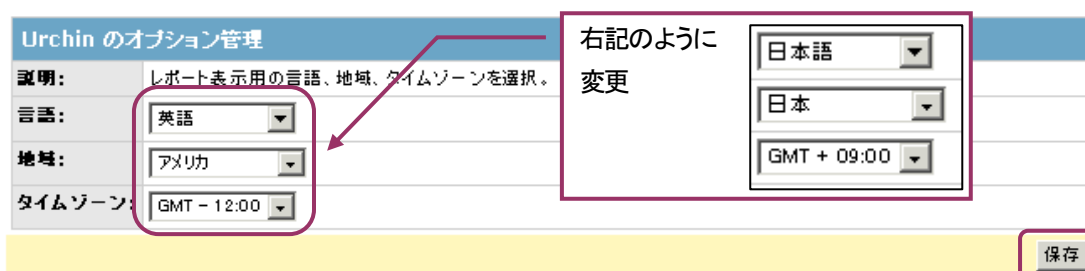 Urchin のオプション管理
説明: レポート表示用の言語、地域、タイムゾーンを選択。
言語: 英語
地域: アメリカ
タイムゾーン: GMT - 12:00
右記のように
変更
日本語
日本
GMT + 09:00
保存